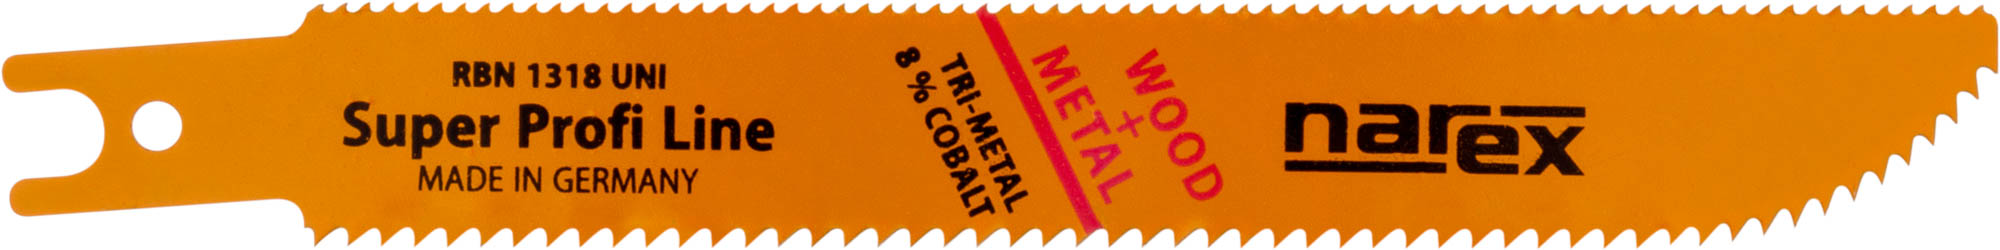 RBN 1318 UNI
Super Profi Line
MADE IN GERMANY
TRi-METAL
8 % COBALT
WOOD
+
METAL
narex